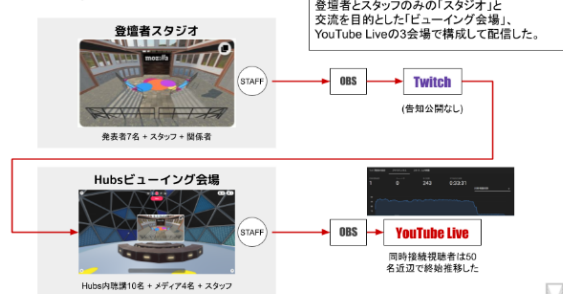 登壇者とスタッフのみの「スタジオ」と
交流を目的とした「ビューイング会場」、
YouTube Liveの3会場で構成して配信した。
登壇者スタジオ
moz://a
STAFF
OBS
Twitch
(告知公開なし)
発表者7名 + スタッフ + 関係者
Hubsビューイング会場
STAFF
OBS
YouTube Live
1
0
243
0:33:31
同時接続視聴者は50
名近辺で終始推移した
Hubs内聴講10名 + メディア4名 + スタッフ